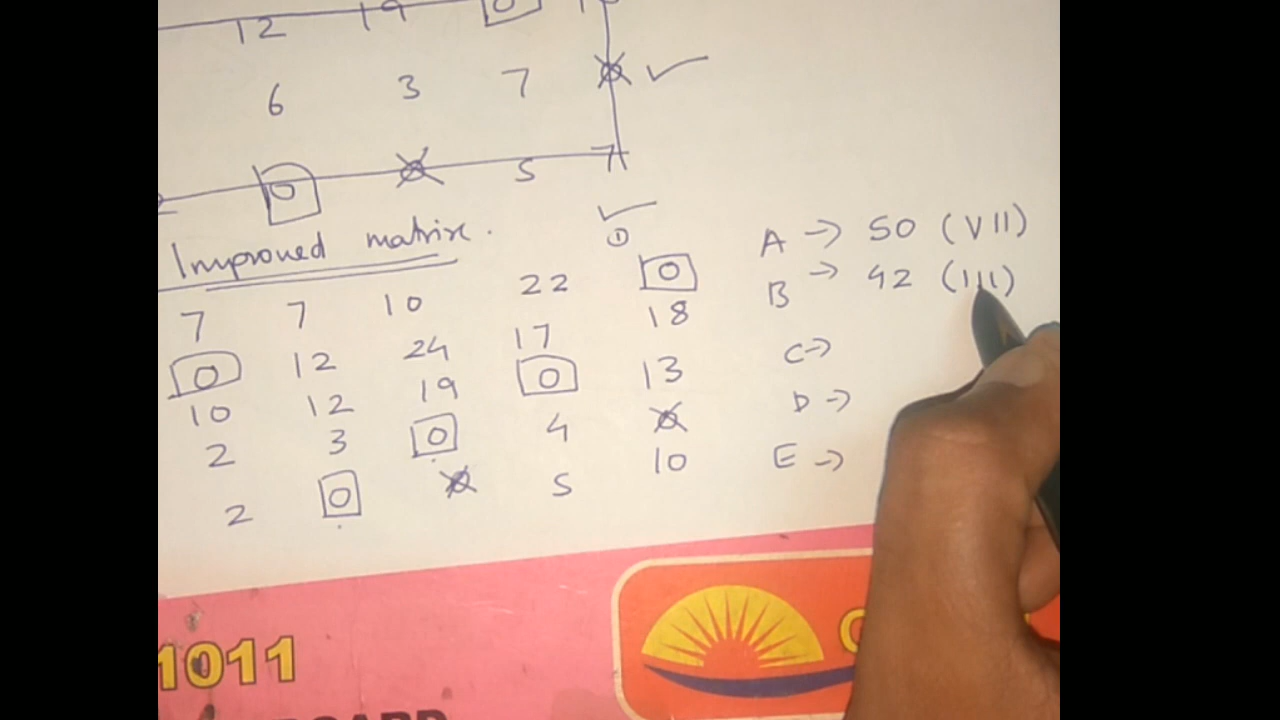 12 19 0
6 3 7 0
0 0 5 7
Improved matrix.
1
7 7 10 22 0
0 12 24 17 18
10 12 19 0 13
2 3 0 4 0
2 0 0 5 10
A → 50 (VII)
B → 42 (III)
C →
D →
E →
1011